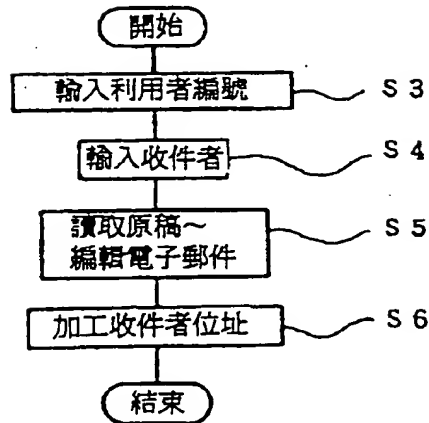 開始
輸入利用者編號
S3
輸入收件者
S4
讀取原稿～
編輯電子郵件
S5
加工收件者位址
S6
結束